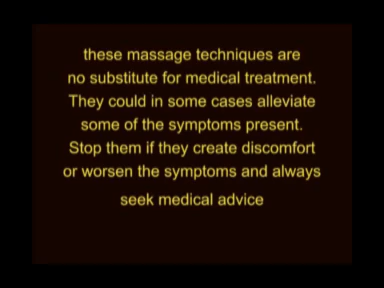 these massage techniques are
no substitute for medical treatment.
They could in some cases alleviate
some of the symptoms present.
Stop them if they create discomfort
or worsen the symptoms and always
seek medical advice